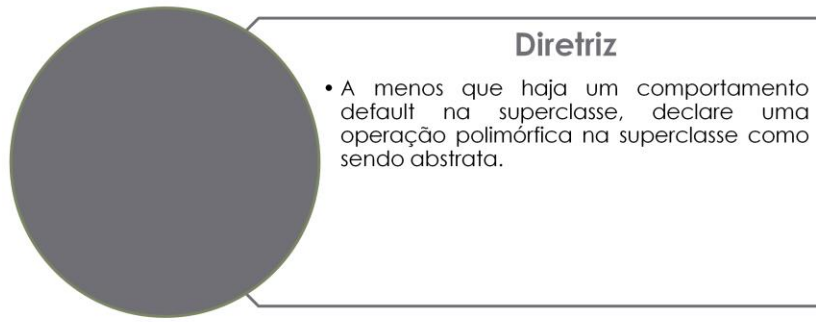 Diretriz
• A menos que haja um comportamento
default na superclasse, declare uma
operação polimórfica na superclasse como
sendo abstrata.